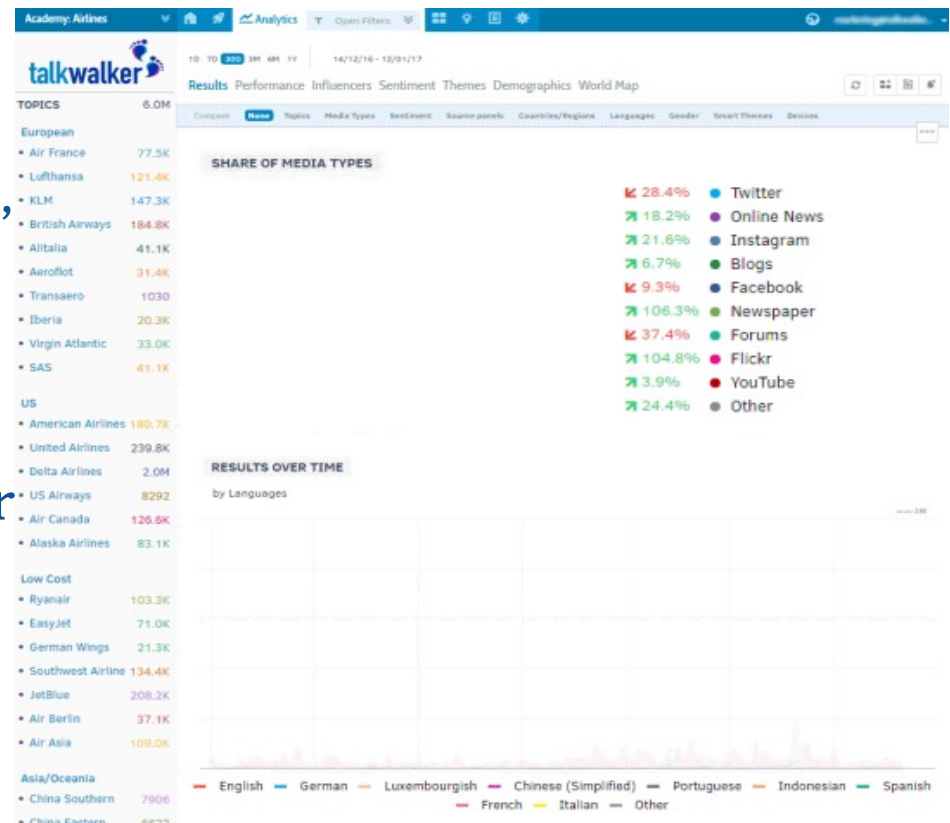 Academy: Airlines
Analytics
Open Filters
talkwalker
1D 7D 30D 3M 6M 1Y 14/12/16 - 12/01/17
Results Performance Influencers Sentiment Themes Demographics World Map
Compare None Topics Media Types Sentiment Source panels Countries/Regions Languages Gender Smart Themes Devices
TOPICS 6.0M
European
• Air France 77.5K
• Lufthansa 121.4K
• KLM 147.3K
• British Airways 184.8K
• Alitalia 41.1K
• Aeroflot 31.4K
• Transaero 1030
• Iberia 20.3K
• Virgin Atlantic 33.0K
• SAS 41.1K
US
• American Airlines 180.7K
• United Airlines 239.8K
• Delta Airlines 2.0M
• US Airways 8292
• Air Canada 126.6K
• Alaska Airlines 83.1K
Low Cost
• Ryanair 103.3K
• EasyJet 71.0K
• German Wings 21.3K
• Southwest Airline 134.4K
• JetBlue 208.2K
• Air Berlin 37.1K
• Air Asia 109.0K
Asia/Oceania
• China Southern 7906
• China Eastern
,
r
SHARE OF MEDIA TYPES
28.4% Twitter
18.2% Online News
21.6% Instagram
6.7% Blogs
9.3% Facebook
106.3% Newspaper
37.4% Forums
104.8% Flickr
3.9% YouTube
24.4% Other
RESULTS OVER TIME
by Languages
English German Luxembourgish Chinese (Simplified) Portuguese Indonesian Spanish
French Italian Other